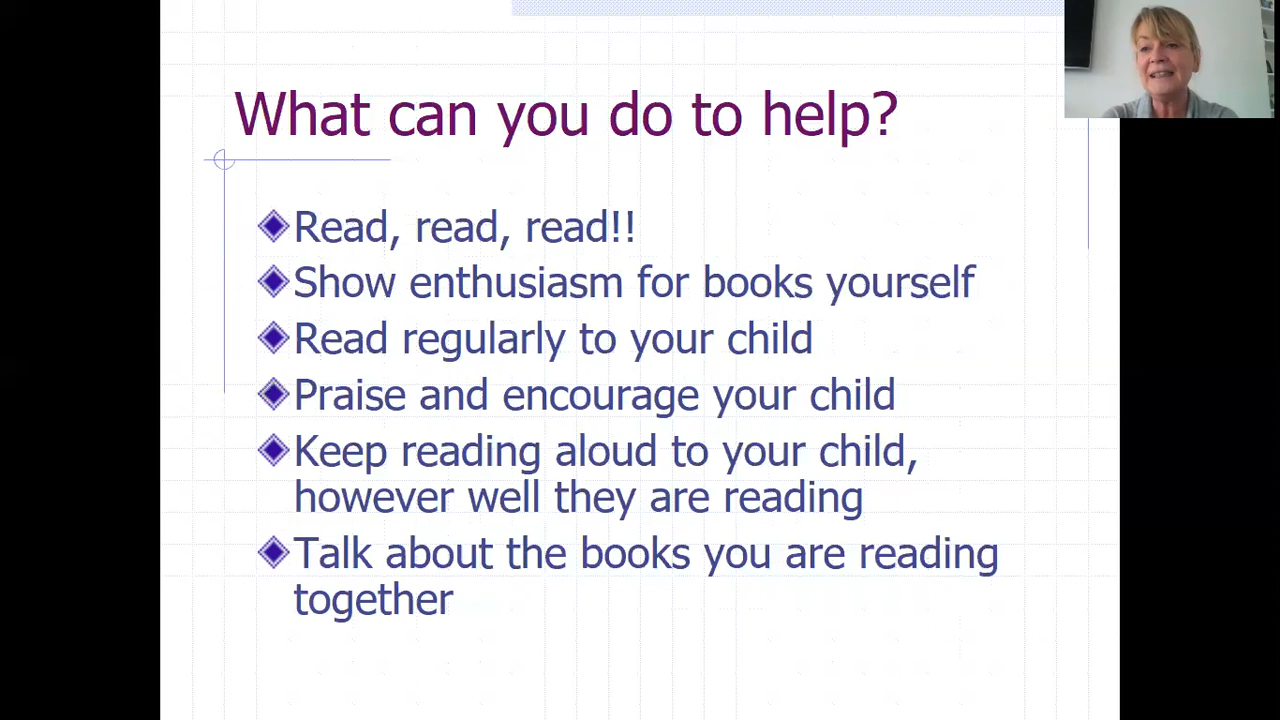 What can you do to help?
Read, read, read!!
Show enthusiasm for books yourself
Read regularly to your child
Praise and encourage your child
Keep reading aloud to your child,
however well they are reading
Talk about the books you are reading
together